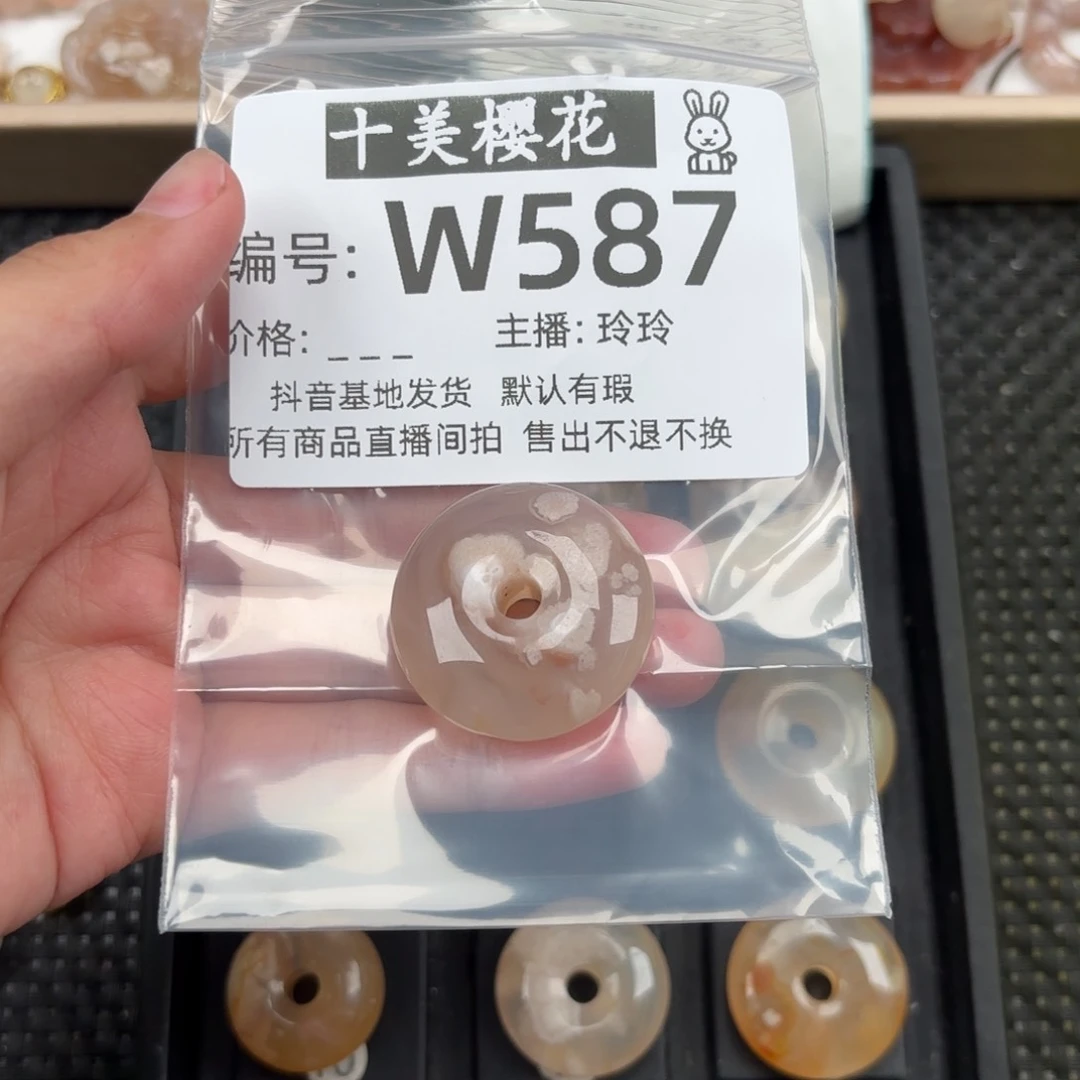 十美樱花
编号: W587
价格: _ _ _ 主播: 玲玲
抖音基地发货 默认有瑕
所有商品直播间拍 售出不退不换